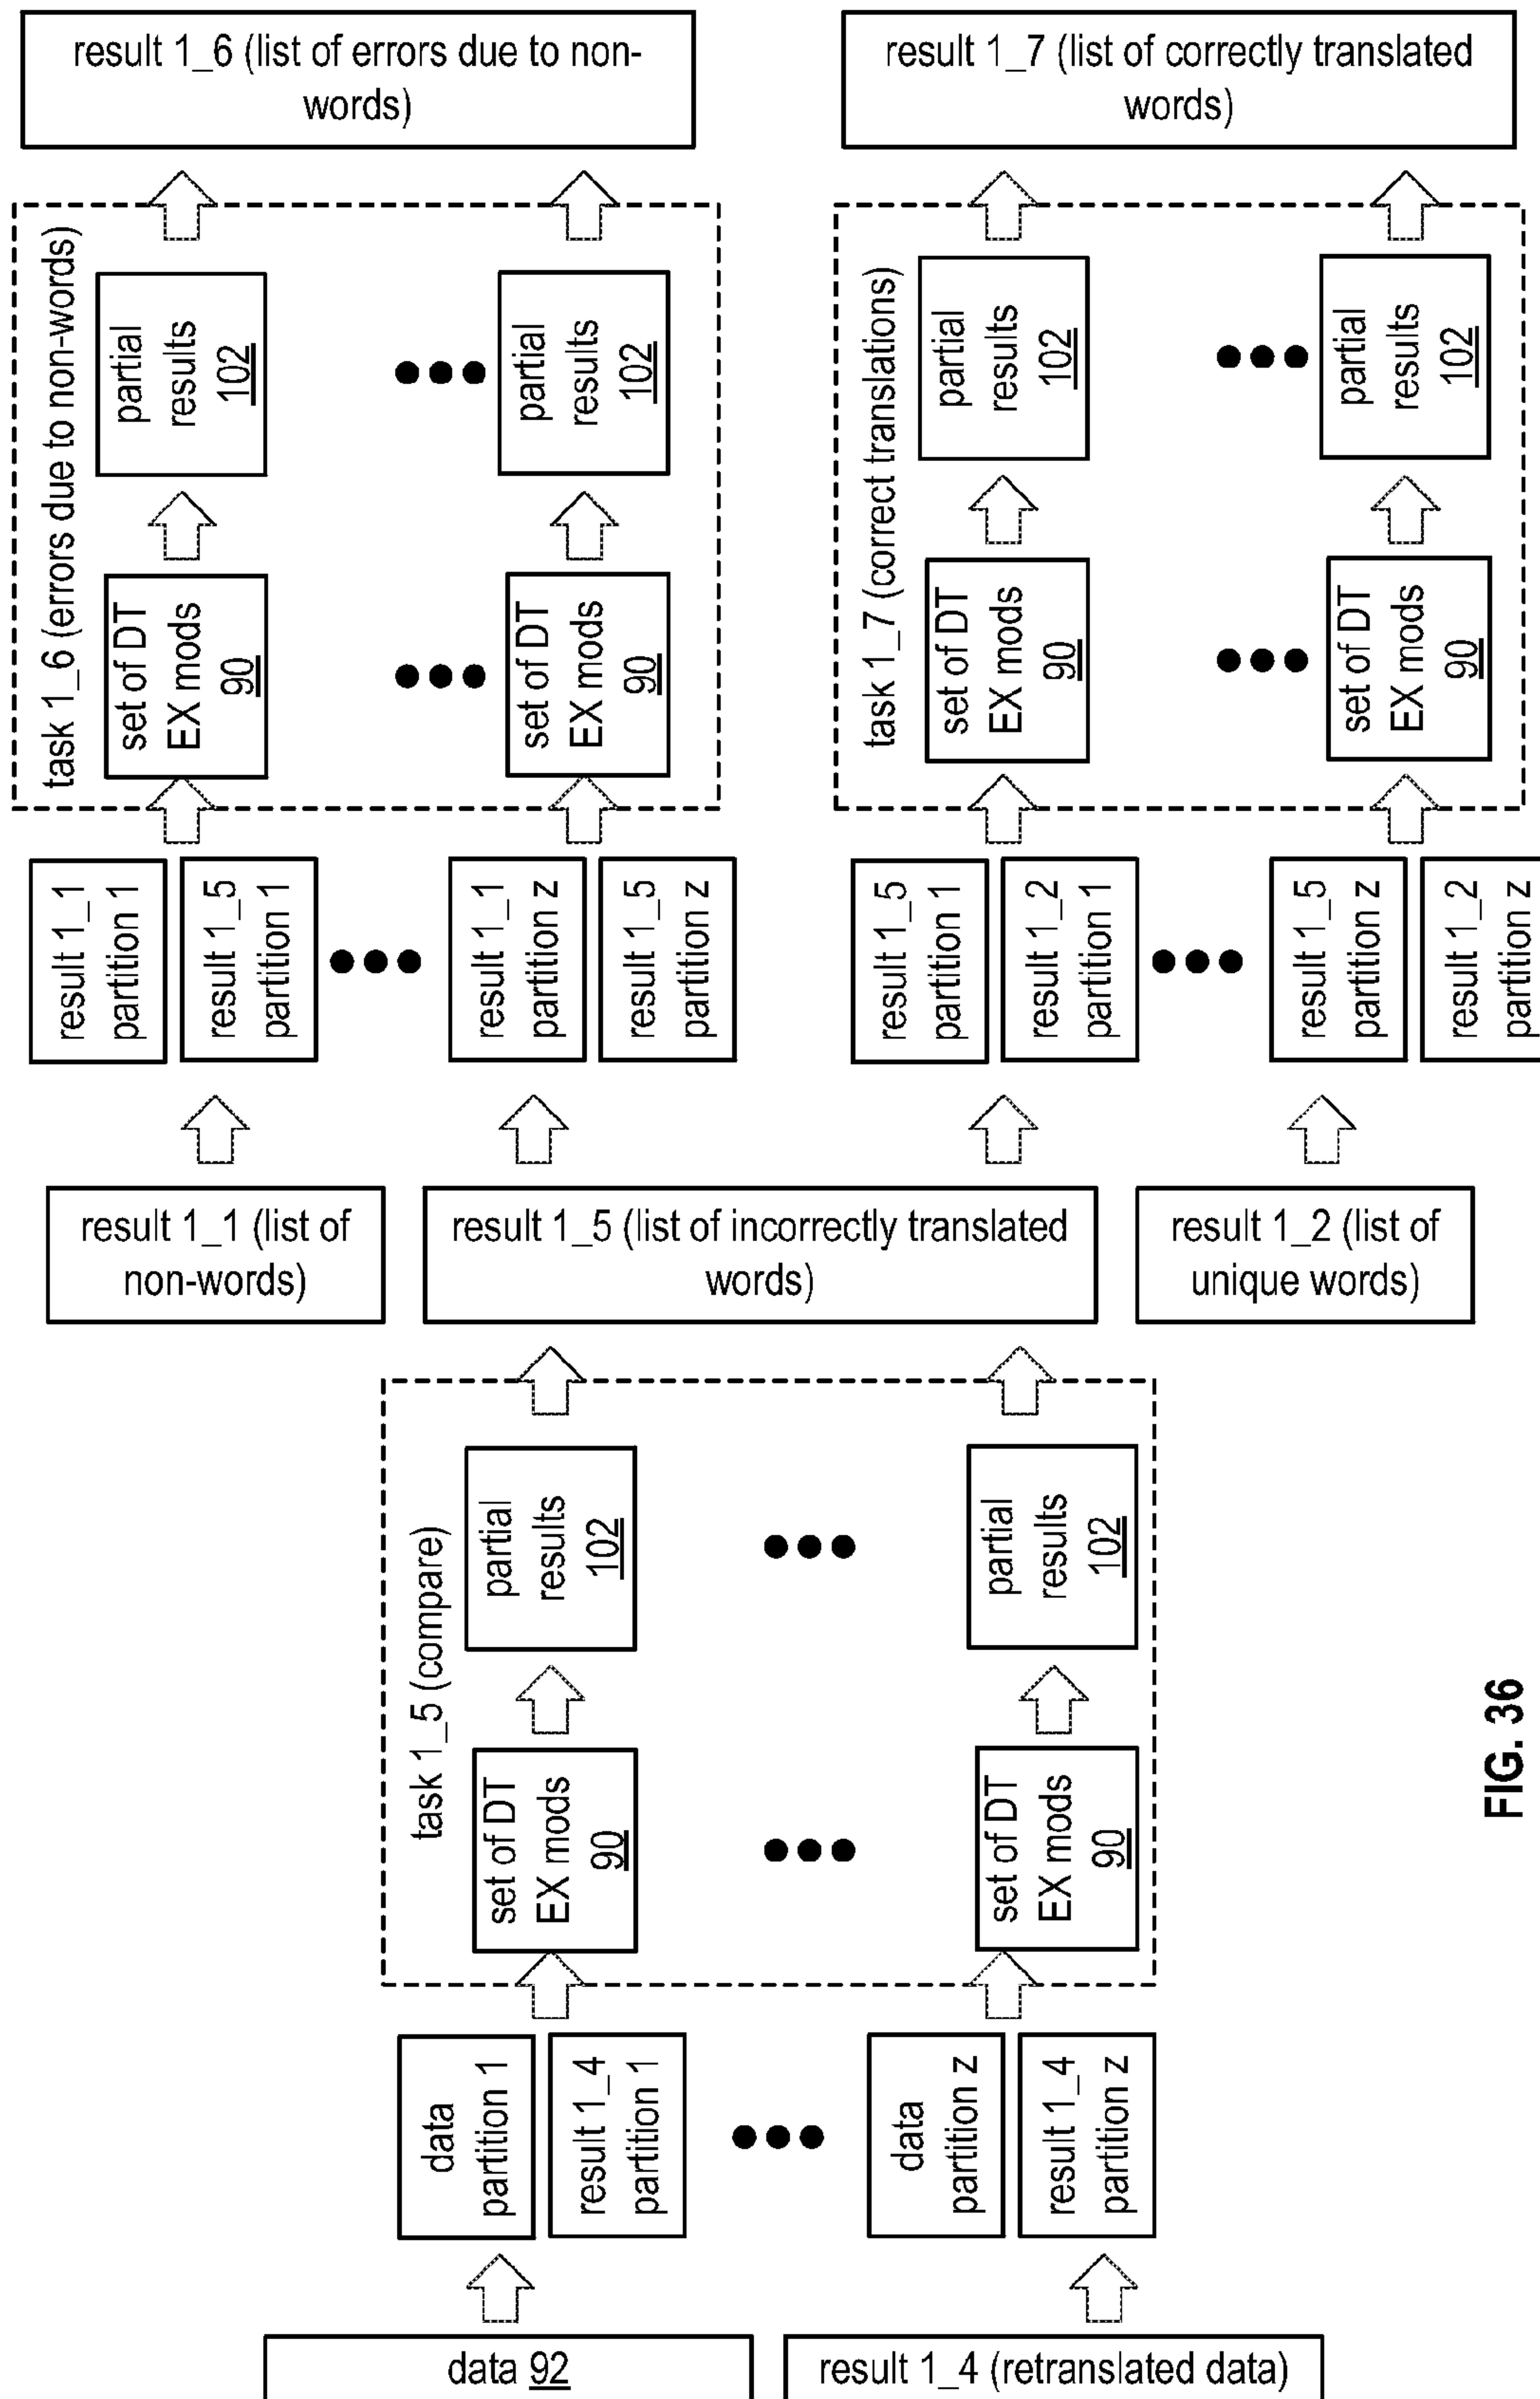 result 1_6 (list of errors due to non-
words)
result 1_7 (list of correctly translated
words)
task 1_6 (errors due to non-words)
partial
results
102
partial
results
102
set of DT
EX mods
90
set of DT
EX mods
90
task 1_7 (correct translations)
partial
results
102
partial
results
102
set of DT
EX mods
90
set of DT
EX mods
90
result 1_1
partition 1
result 1_5
partition 1
result 1_1
partition z
result 1_5
partition z
result 1_5
partition 1
result 1_2
partition 1
result 1_5
partition z
result 1_2
partition z
result 1_1 (list of
non-words)
result 1_5 (list of incorrectly translated
words)
result 1_2 (list of
unique words)
task 1_5 (compare)
partial
results
102
partial
results
102
set of DT
EX mods
90
set of DT
EX mods
90
data
partition 1
result 1_4
partition 1
data
partition z
result 1_4
partition z
data 92
result 1_4 (retranslated data)
FIG. 36